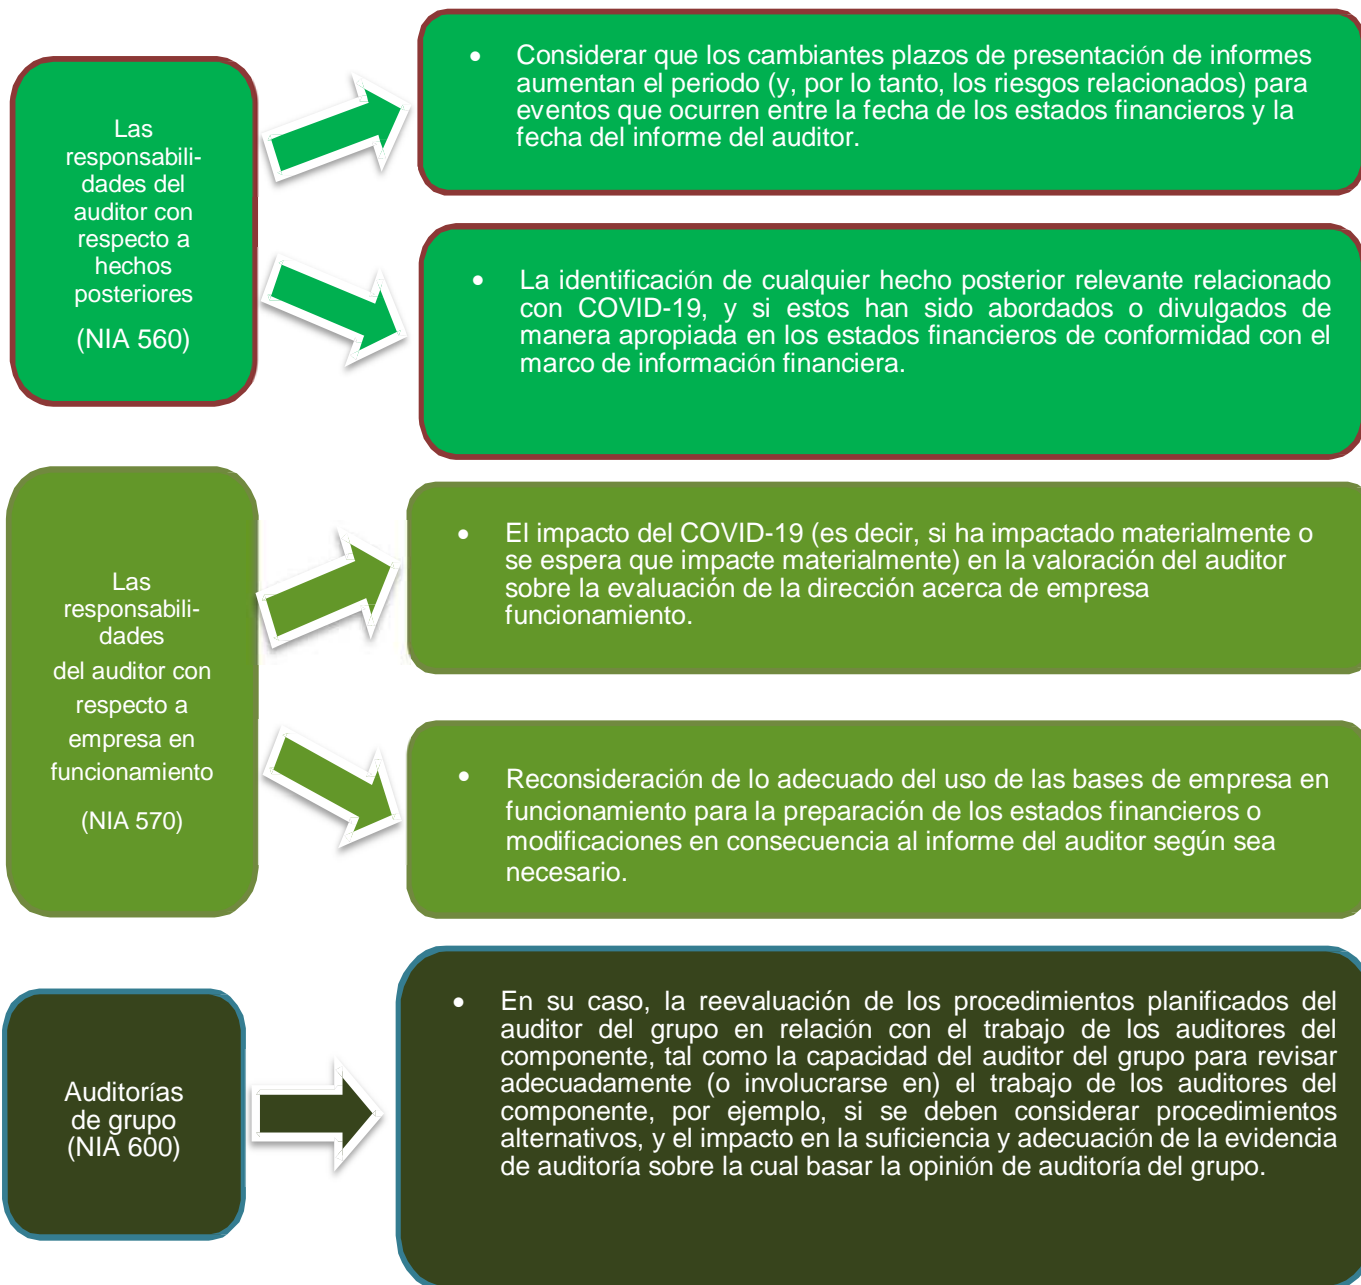 Las
responsabili-
dades del
auditor con
respecto a
hechos
posteriores
(NIA 560)
• Considerar que los cambiantes plazos de presentación de informes
aumentan el periodo (y, por lo tanto, los riesgos relacionados) para
eventos que ocurren entre la fecha de los estados financieros y la
fecha del informe del auditor.
• La identificación de cualquier hecho posterior relevante relacionado
con COVID-19, y si estos han sido abordados o divulgados de
manera apropiada en los estados financieros de conformidad con el
marco de información financiera.
Las
responsabili-
dades
del auditor con
respecto a
empresa en
funcionamiento
(NIA 570)
• El impacto del COVID-19 (es decir, si ha impactado materialmente o
se espera que impacte materialmente) en la valoración del auditor
sobre la evaluación de la dirección acerca de empresa
funcionamiento.
• Reconsideración de lo adecuado del uso de las bases de empresa en
funcionamiento para la preparación de los estados financieros o
modificaciones en consecuencia al informe del auditor según sea
necesario.
Auditorías
de grupo
(NIA 600)
• En su caso, la reevaluación de los procedimientos planificados del
auditor del grupo en relación con el trabajo de los auditores del
componente, tal como la capacidad del auditor del grupo para revisar
adecuadamente (o involucrarse en) el trabajo de los auditores del
componente, por ejemplo, si se deben considerar procedimientos
alternativos, y el impacto en la suficiencia y adecuación de la evidencia
de auditoría sobre la cual basar la opinión de auditoría del grupo.